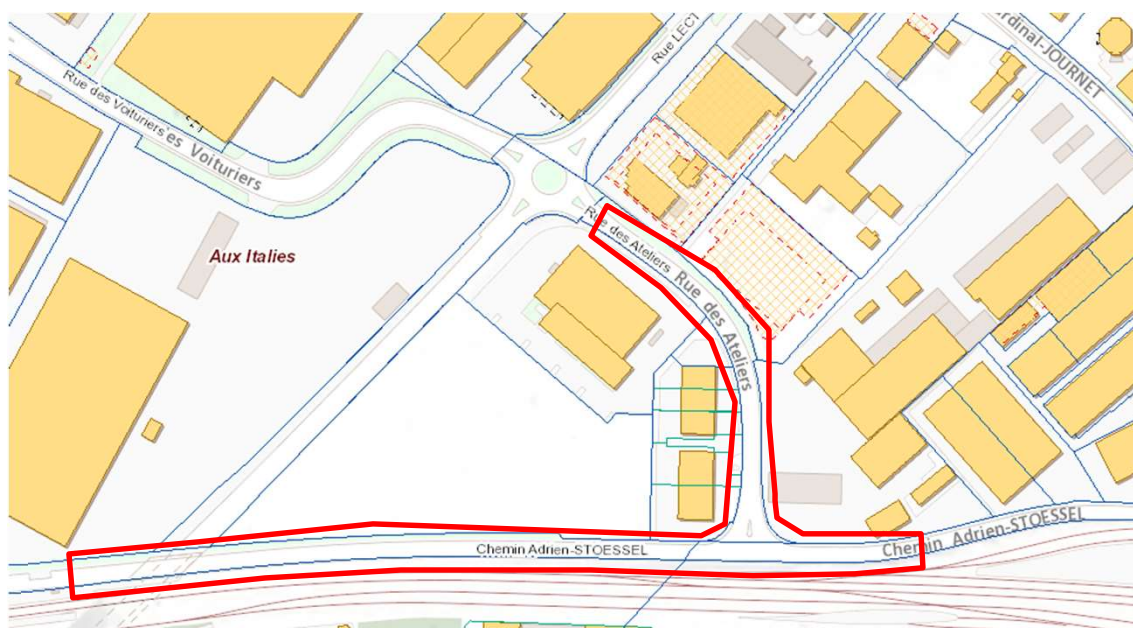 Rue LECT
ardinal-JOURNET
Rue des Voituriers
es Voituriers
Aux Italies
Rue des Ateliers
Rue des Ateliers
Chemin Adrien-STOESSEL
Chemin Adrien-STOESSEL